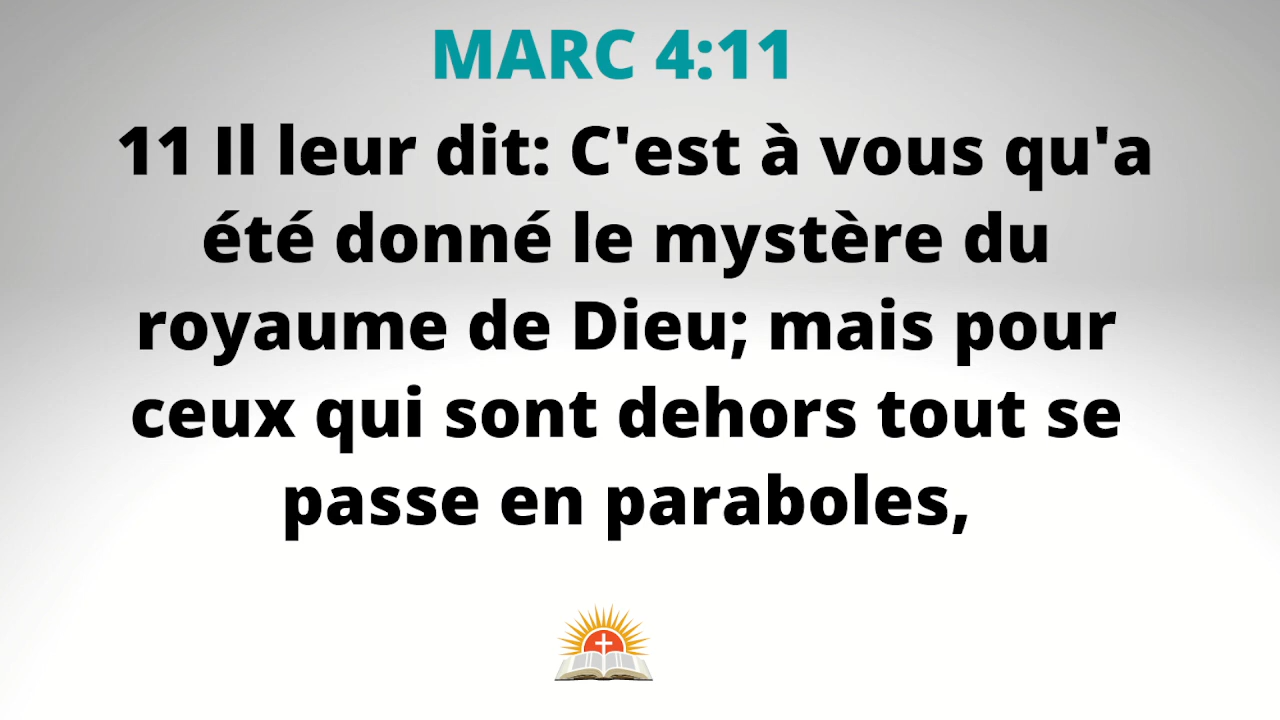 MARC 4:11
11 Il leur dit: C'est à vous qu'a
été donné le mystère du
royaume de Dieu; mais pour
ceux qui sont dehors tout se
passe en paraboles,